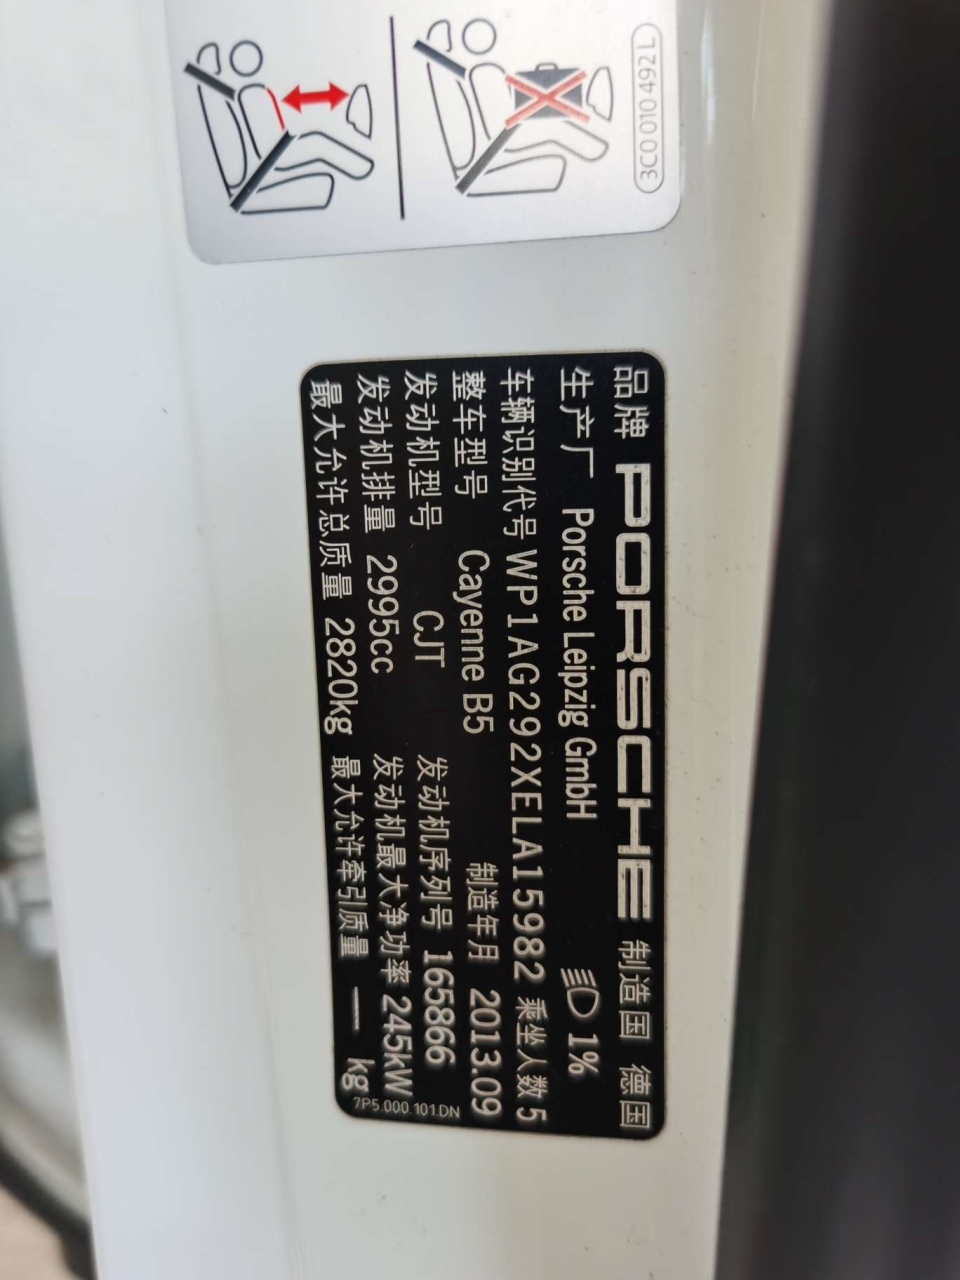 3C0 010 492 L
品牌 PORSCHE 制造国 德国
生产厂 Porsche Leipzig GmbH 1%
车辆识别代号 WP1AG292XELA15982 乘坐人数 5
整车型号 Cayenne B5 制造年月 2013.09
发动机型号 CJT 发动机序列号 165866
发动机排量 2995cc 发动机最大净功率 245kW
最大允许总质量 2820kg 最大允许牵引质量 — kg
7P5.000.101.DN